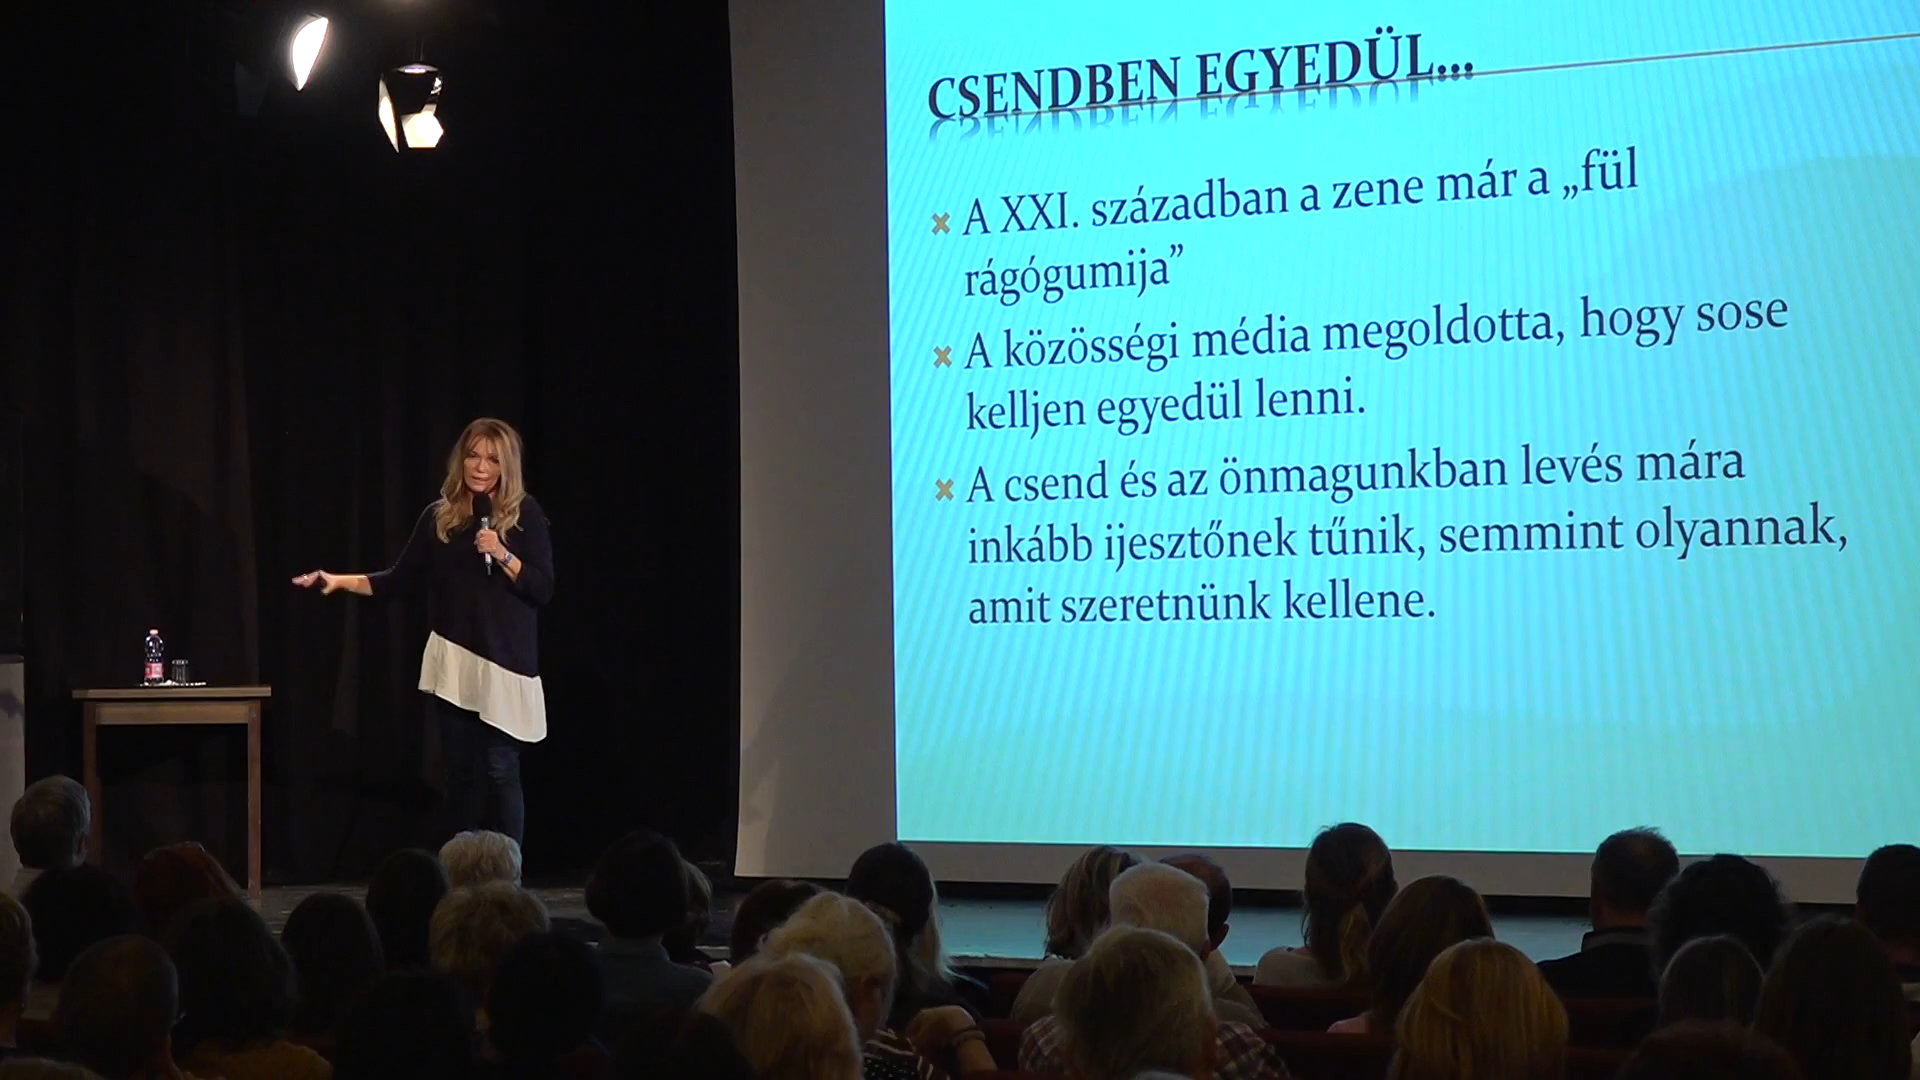 CSENDBEN EGYEDÜL...
A XXI. században a zene már a „fül
rágógumija”
A közösségi média megoldotta, hogy sose
kelljen egyedül lenni.
A csend és az önmagunkban levés mára
inkább ijesztőnek tűnik, semmint olyannak,
amit szeretnünk kellene.